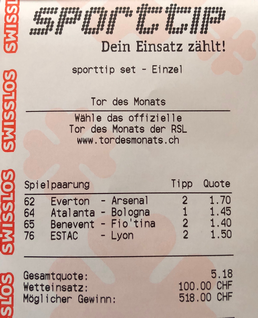 sporttip
Dein Einsatz zählt!
sporttip set - Einzel
Tor des Monats
Wähle das offizielle
Tor des Monats der RSL
www.tordesmonats.ch
Spielpaarung Tipp Quote
62 Everton - Arsenal 2 1.70
64 Atalanta - Bologna 1 1.45
65 Benevent - Fio'tina 2 1.40
76 ESTAC - Lyon 2 1.50
Gesamtquote: 5.18
Wetteinsatz: 100.00 CHF
Möglicher Gewinn: 518.00 CHF
SWISSLOS
SWISSLOS
SWISSLOS
SWISSLOS